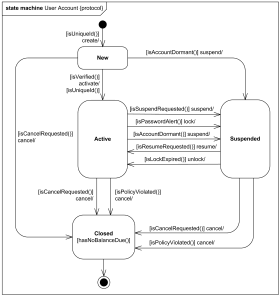 state machine User Account {protocol}
[isUniqueId()]
create/
New
[isAccountDormant] suspend/
[isVerified()]
activate/
[isUniqueId()]
[isSuspendRequested()] suspend/
[isPasswordAlert()] lock/
[isCancelRequested()]
cancel/
[isAccountDormant()] suspend/
Active
Suspended
[isResumeRequested()] resume/
[isLockExpired()] unlock/
[isCancelRequested()]
cancel/
[isPolicyViolated()]
cancel/
Closed
[hasNoBalanceDue()]
[isCancelRequested()] cancel/
[isPolicyViolated()] cancel/